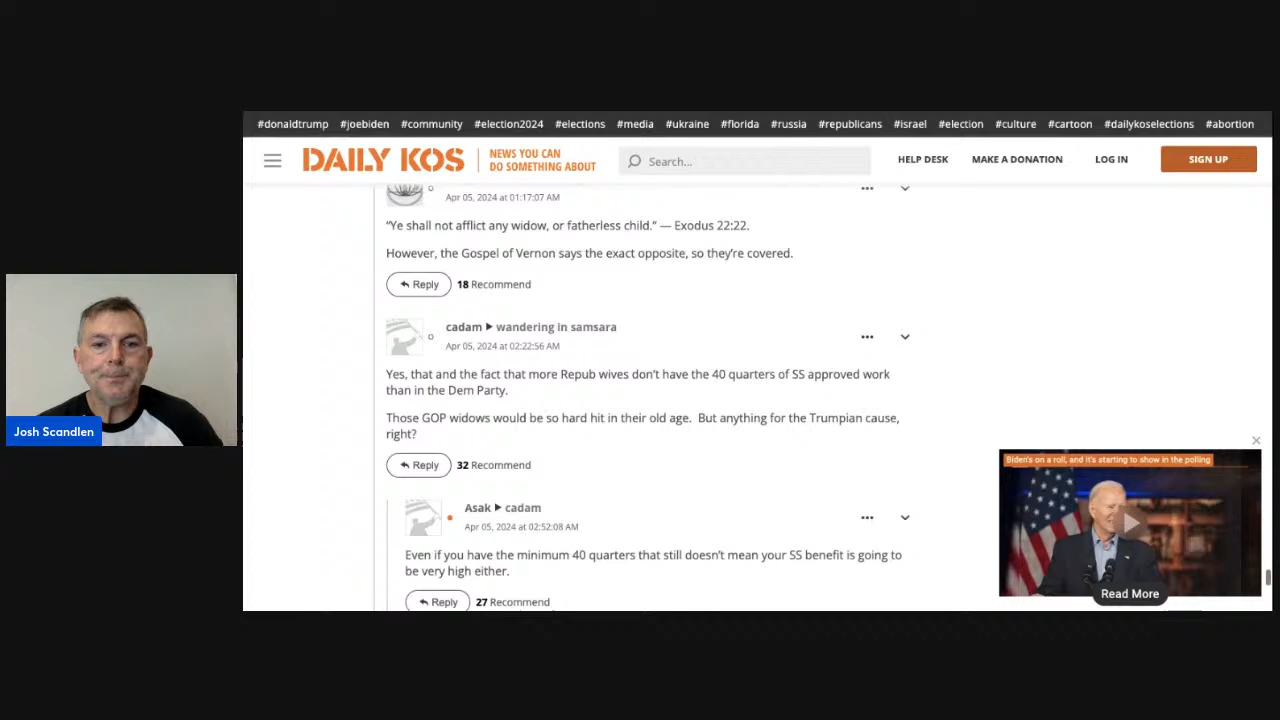 #donaldtrump #joebiden #community #election2024 #elections #media #ukraine #florida #russia #republicans #israel #election #culture #cartoon #dailykoselections #abortion
DAILY KOS
NEWS YOU CAN
DO SOMETHING ABOUT
Search...
HELP DESK
MAKE A DONATION
LOG IN
SIGN UP
Apr 05, 2024 at 01:17:07 AM
“Ye shall not afflict any widow, or fatherless child.” — Exodus 22:22.
However, the Gospel of Vernon says the exact opposite, so they’re covered.
Reply 18 Recommend
cadam wandering in samsara
Apr 05, 2024 at 02:22:56 AM
Yes, that and the fact that more Repub wives don’t have the 40 quarters of SS approved work
than in the Dem Party.
Those GOP widows would be so hard hit in their old age. But anything for the Trumpian cause,
right?
Reply 32 Recommend
Asak cadam
Apr 05, 2024 at 02:52:08 AM
Even if you have the minimum 40 quarters that still doesn’t mean your SS benefit is going to
be very high either.
Reply 27 Recommend
Biden's on a roll, and it's starting to show in the polling
Read More
Josh Scandlen